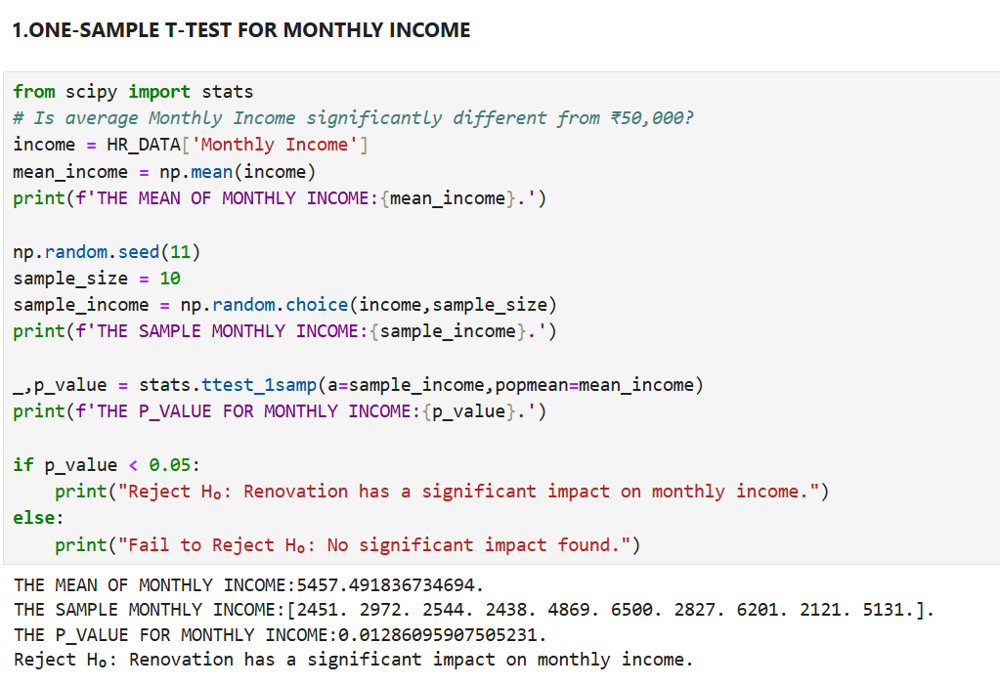 1.ONE-SAMPLE T-TEST FOR MONTHLY INCOME
from scipy import stats
# Is average Monthly Income significantly different from ₹50,000?
income = HR_DATA['Monthly Income']
mean_income = np.mean(income)
print(f'THE MEAN OF MONTHLY INCOME:{mean_income}.')
np.random.seed(11)
sample_size = 10
sample_income = np.random.choice(income,sample_size)
print(f'THE SAMPLE MONTHLY INCOME:{sample_income}.')
_,p_value = stats.ttest_1samp(a=sample_income,popmean=mean_income)
print(f'THE P_VALUE FOR MONTHLY INCOME:{p_value}.')
if p_value < 0.05:
    print("Reject H₀: Renovation has a significant impact on monthly income.")
else:
    print("Fail to Reject H₀: No significant impact found.")
THE MEAN OF MONTHLY INCOME:5457.491836734694.
THE SAMPLE MONTHLY INCOME:[2451. 2972. 2544. 2438. 4869. 6500. 2827. 6201. 2121. 5131.].
THE P_VALUE FOR MONTHLY INCOME:0.01286095907505231.
Reject H₀: Renovation has a significant impact on monthly income.